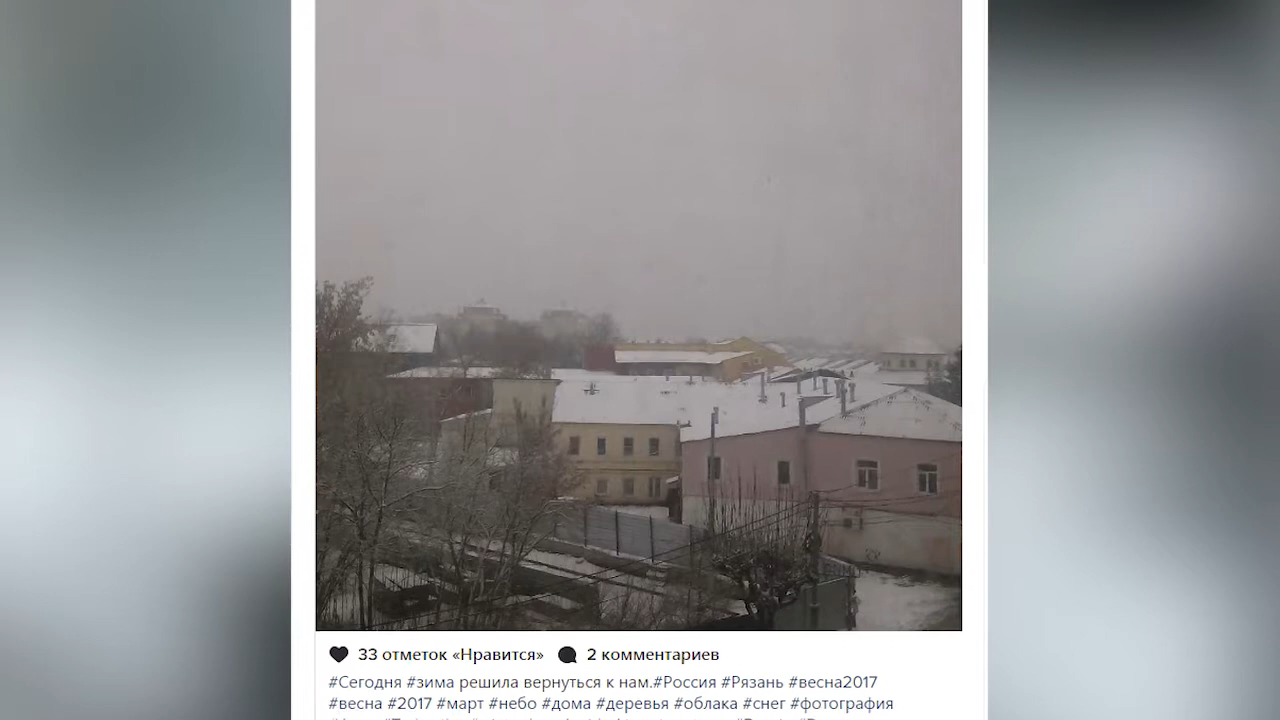 33 отметок «Нравится» 2 комментариев
#Сегодня #зима решила вернуться к нам.#Россия #Рязань #весна2017
#весна #2017 #март #небо #дома #деревья #облака #снег #фотография